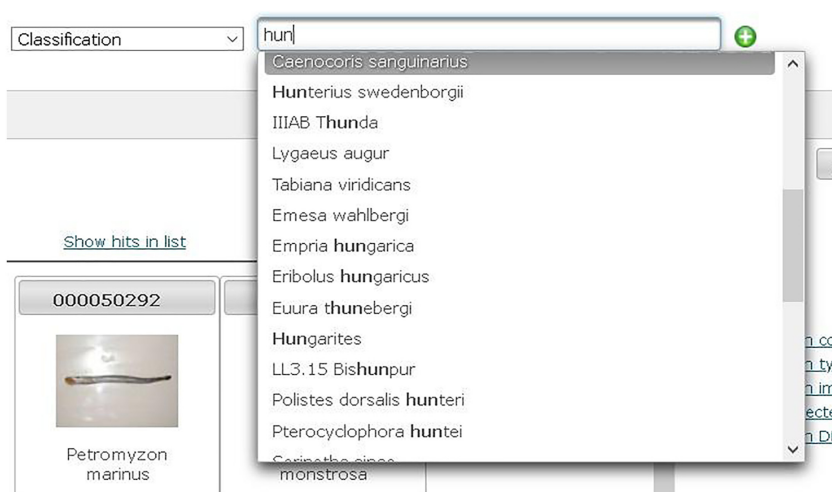 Classification
hun
Caenocoris sanguinarius
Hunterius swedenborgii
IIIAB Thunda
Lygaeus augur
Tabiana viridicans
Emesa wahlbergi
Empria hungarica
Eribolus hungaricus
Euura thunebergi
Hungarites
LL3.15 Bishunpur
Polistes dorsalis hunteri
Pterocyclophora huntei
Show hits in list
000050292
Petromyzon
marinus
monstrosa